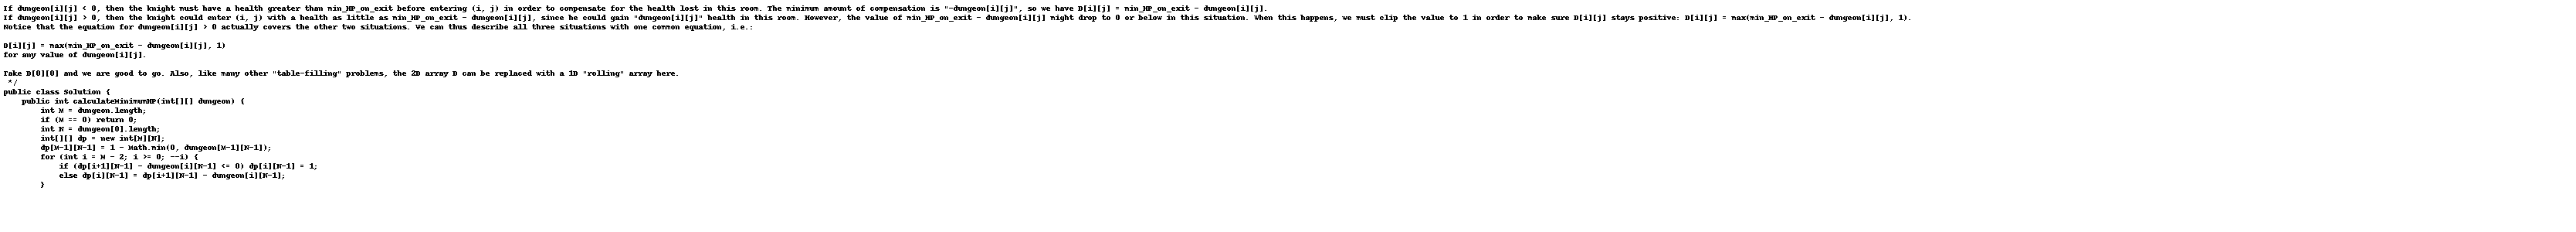 If dungeon[i][j] < 0, then the knight must have a health greater than min_HP_on_exit before entering (i, j) in order to compensate for the health lost in this room. The minimum amount of compensation is "-dungeon[i][j]", so we have D[i][j] = min_HP_on_exit - dungeon[i][j].
If dungeon[i][j] > 0, then the knight could enter (i, j) with a health as little as min_HP_on_exit - dungeon[i][j], since he could gain "dungeon[i][j]" health in this room. However, the value of min_HP_on_exit - dungeon[i][j] might drop to 0 or below in this situation. When this happens, we must clip the value to 1 in order to make sure D[i][j] stays positive: D[i][j] = max(min_HP_on_exit - dungeon[i][j], 1).
Notice that the equation for dungeon[i][j] > 0 actually covers the other two situations. We can thus describe all three situations with one common equation, i.e.:
D[i][j] = max(min_HP_on_exit - dungeon[i][j], 1)
for any value of dungeon[i][j].
Take D[0][0] and we are good to go. Also, like many other "table-filling" problems, the 2D array D can be replaced with a 1D "rolling" array here.
*/
public class Solution {
public int calculateMinimumHP(int[][] dungeon) {
int M = dungeon.length;
if (M == 0) return 0;
int N = dungeon[0].length;
int[][] dp = new int[M][N];
dp[M-1][N-1] = 1 - Math.min(0, dungeon[M-1][N-1]);
for (int i = M - 2; i >= 0; --i) {
if (dp[i+1][N-1] - dungeon[i][N-1] <= 0) dp[i][N-1] = 1;
else dp[i][N-1] = dp[i+1][N-1] - dungeon[i][N-1];
}